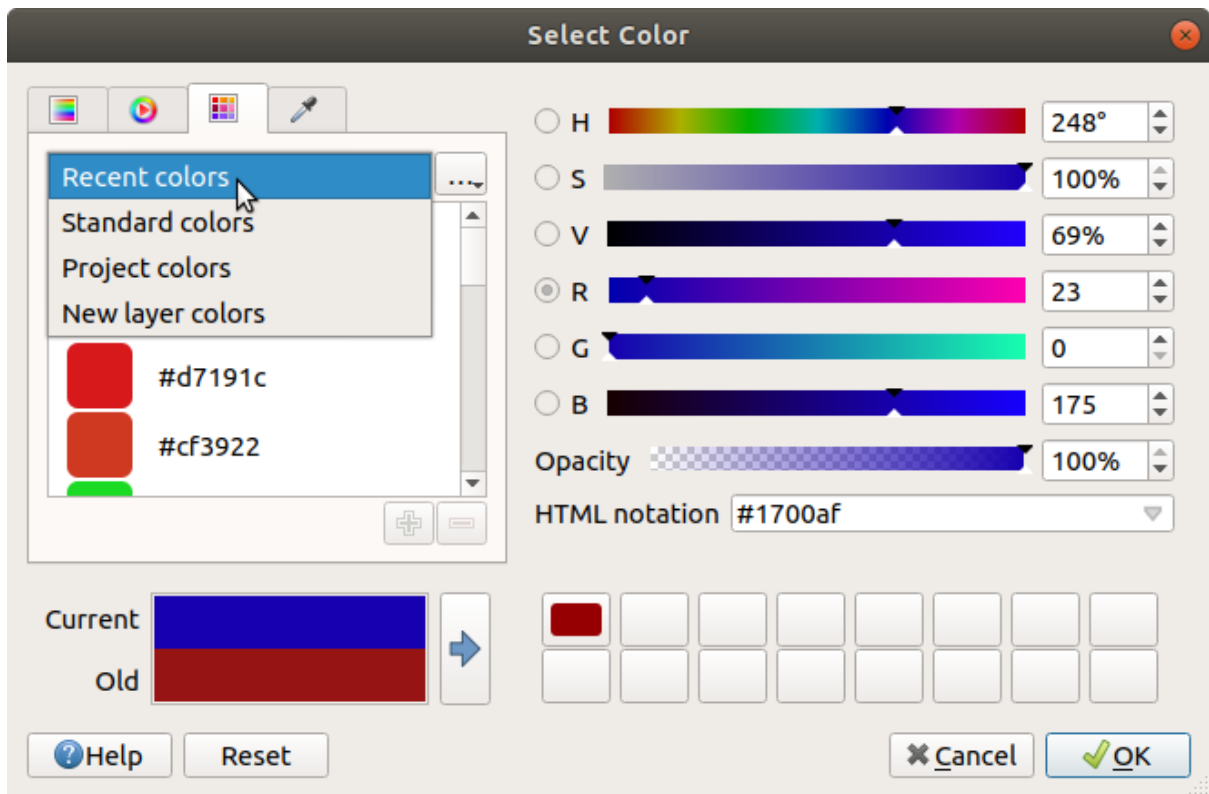 Select Color
Recent colors
...
Standard colors
Project colors
New layer colors
#d7191c
#cf3922
H 248°
S 100%
V 69%
R 23
G 0
B 175
Opacity 100%
HTML notation #1700af
Current
Old
Help
Reset
Cancel
OK